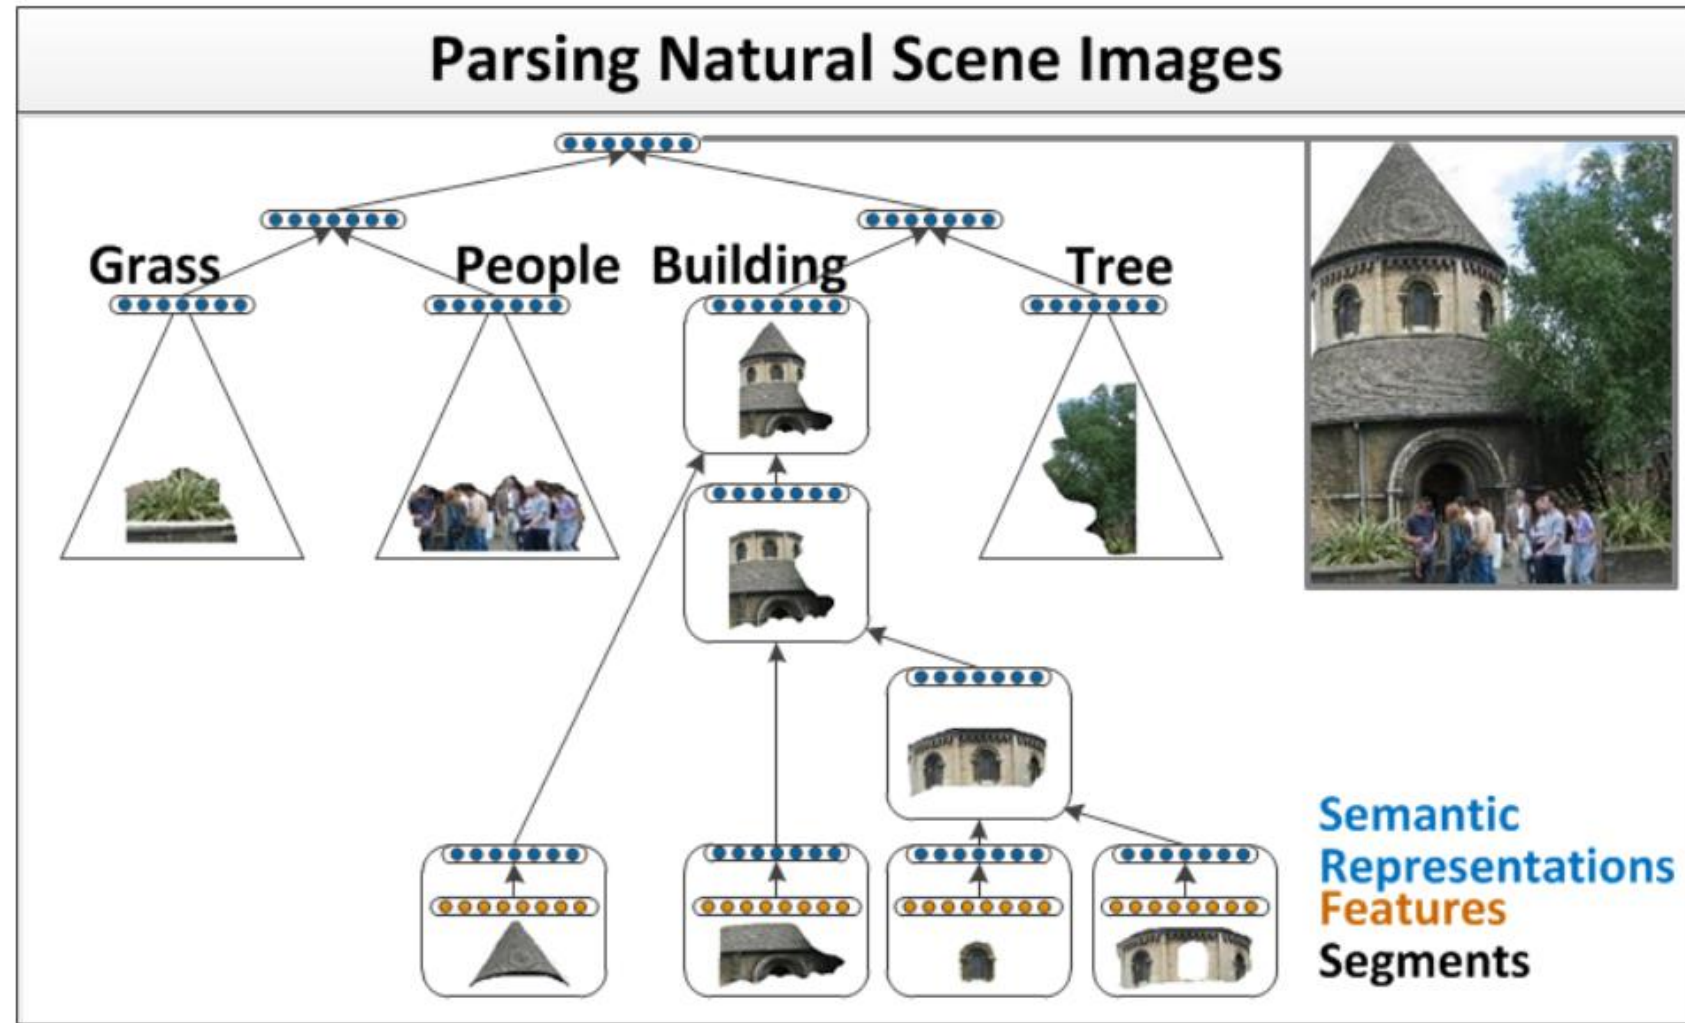 Parsing Natural Scene Images
Grass
People
Building
Tree
Semantic
Representations
Features
Segments